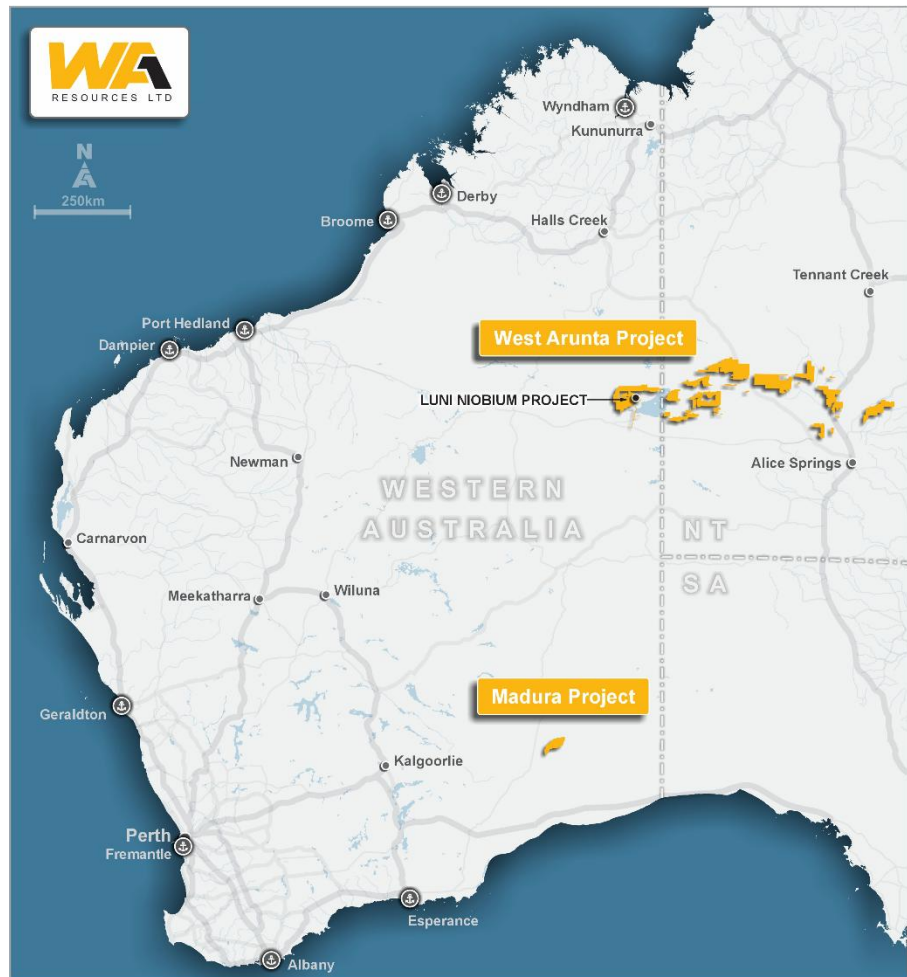 WA1
RESOURCES LTD
N
250km
Wyndham
Kununurra
Derby
Broome
Halls Creek
Tennant Creek
Port Hedland
Dampier
West Arunta Project
LUNI NIOBIUM PROJECT
Newman
Alice Springs
WESTERN
AUSTRALIA
NT
SA
Carnarvon
Meekatharra
Wiluna
Madura Project
Geraldton
Kalgoorlie
Perth
Fremantle
Esperance
Albany